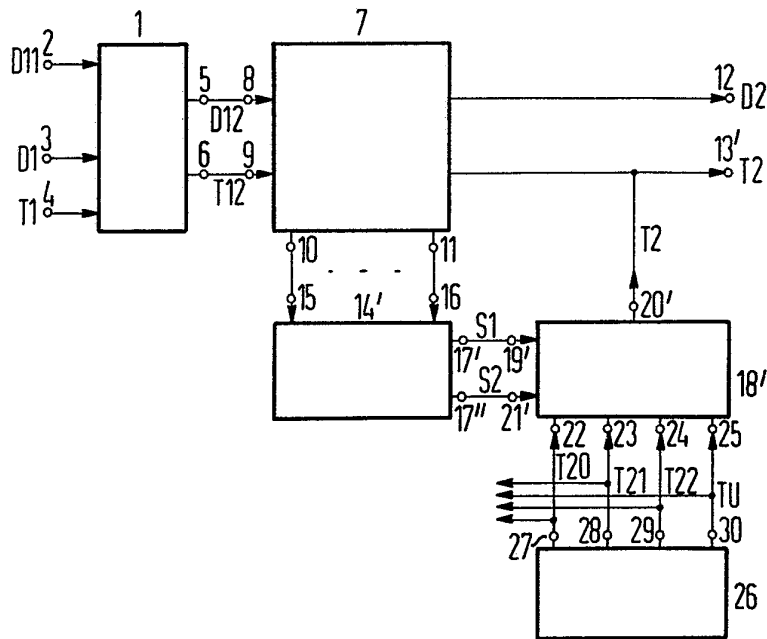 1 7
2 5 8 12
D11 D12 D2
3 6 9 13′
D1 T12 T2
4
T1
10 11 T2
15 16 20′
14′ S1
17′ 19′
S2 18′
17″ 21′
22 23 24 25
T20 T21 T22 TU
27 28 29 30
26